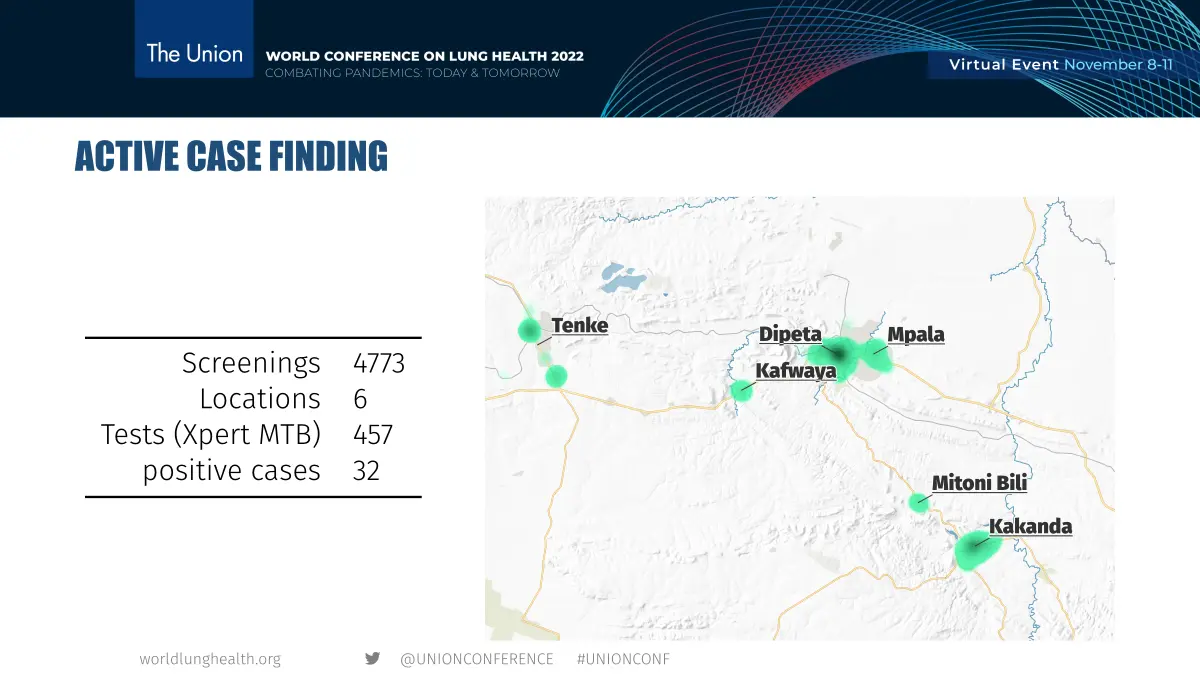 The Union
WORLD CONFERENCE ON LUNG HEALTH 2022
COMBATING PANDEMICS: TODAY & TOMORROW
Virtual Event November 8-11
ACTIVE CASE FINDING
Screenings 4773
Locations 6
Tests (Xpert MTB) 457
positive cases 32
Tenke
Dipeta
Mpala
Kafwaya
Mitoni Bili
Kakanda
worldlunghealth.org
@UNIONCONFERENCE
#UNIONCONF